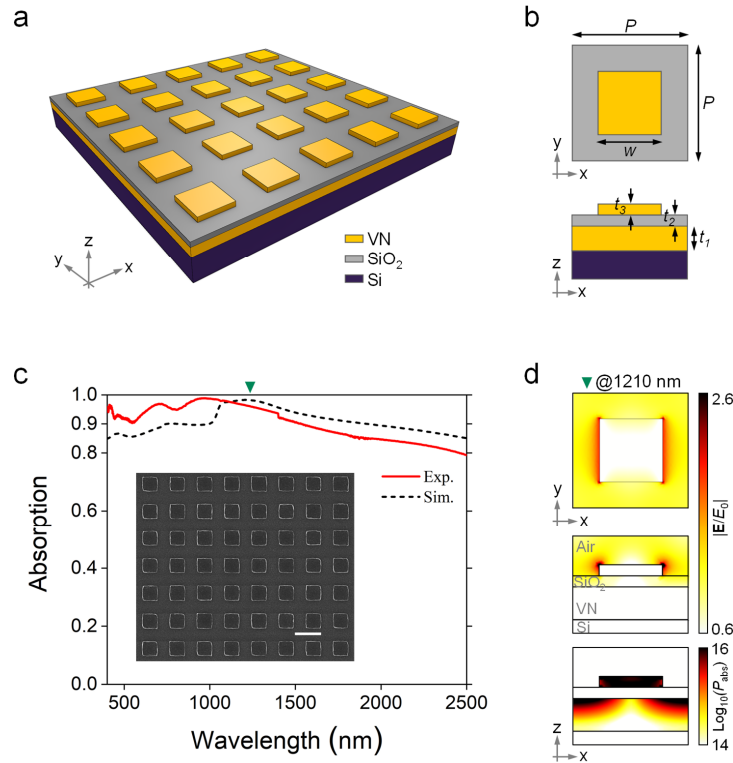 a
z
y
x
VN
SiO₂
Si
b
P
P
w
y
x
t₃
t₂
t₁
z
x
c
1.0
0.9
0.8
0.7
0.6
0.4
0.2
0.0
Absorption
Exp.
Sim.
500
1000
1500
2000
2500
Wavelength (nm)
d
@1210 nm
y
x
Air
SiO₂
VN
Si
2.6
|E/E₀|
0.6
16
Log₁₀(Pabs)
14
z
x